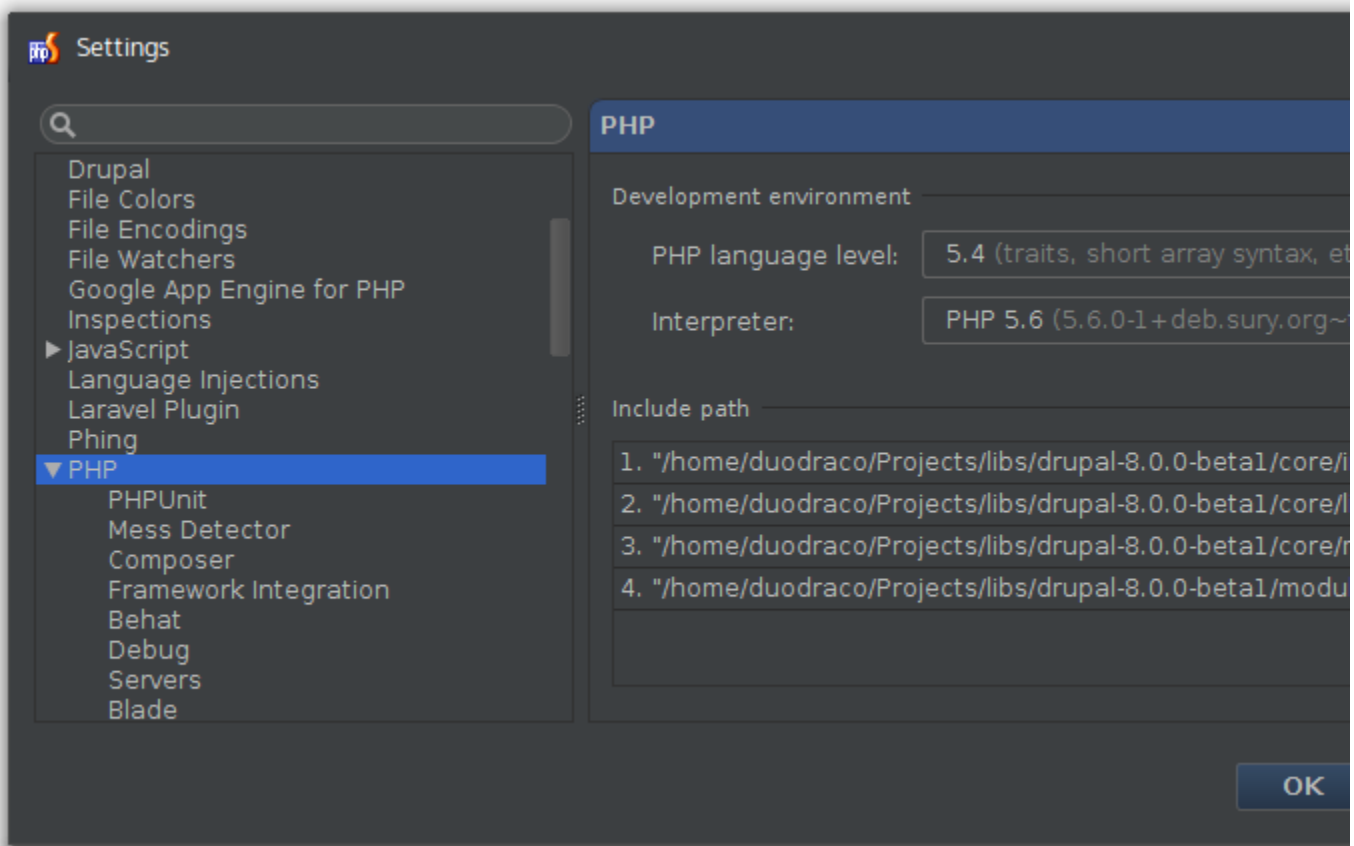 php
Settings
Drupal
File Colors
File Encodings
File Watchers
Google App Engine for PHP
Inspections
JavaScript
Language Injections
Laravel Plugin
Phing
PHP
PHPUnit
Mess Detector
Composer
Framework Integration
Behat
Debug
Servers
Blade
PHP
Development environment
PHP language level: 5.4 (traits, short array syntax, et
Interpreter: PHP 5.6 (5.6.0-1+deb.sury.org~
Include path
1. "/home/duodraco/Projects/libs/drupal-8.0.0-beta1/core/i
2. "/home/duodraco/Projects/libs/drupal-8.0.0-beta1/core/l
3. "/home/duodraco/Projects/libs/drupal-8.0.0-beta1/core/
4. "/home/duodraco/Projects/libs/drupal-8.0.0-beta1/modu
OK